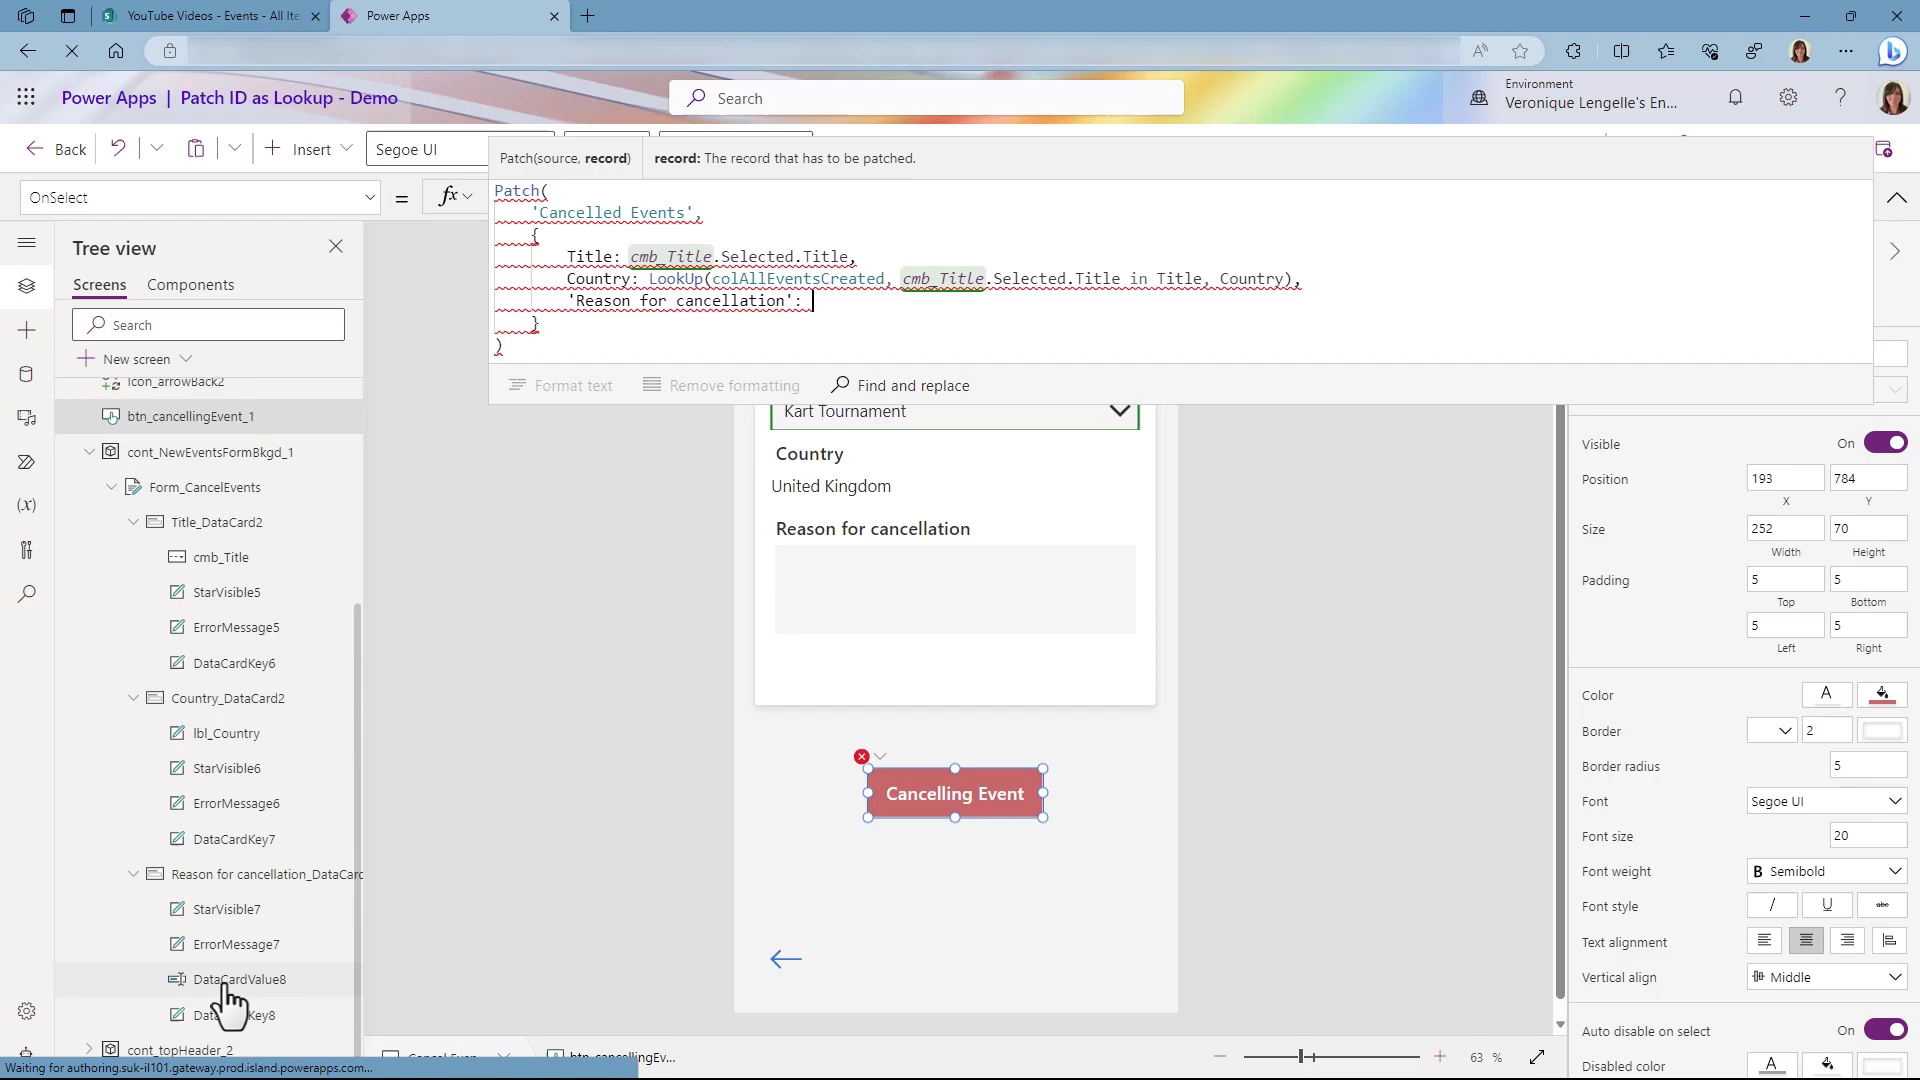 YouTube Videos - Events - All Ite
Power Apps
Power Apps | Patch ID as Lookup - Demo
Search
Environment
Veronique Lengelle's En...
Back
Insert
Segoe UI
Patch(source, record)
record: The record that has to be patched.
OnSelect
=
fx
Patch(
'Cancelled Events',
{
Title: cmb_Title.Selected.Title,
Country: LookUp(colAllEventsCreated, cmb_Title.Selected.Title in Title, Country),
'Reason for cancellation':
}
)
Format text
Remove formatting
Find and replace
Tree view
Screens
Components
Search
New screen
Icon_arrowBack2
btn_cancellingEvent_1
cont_NewEventsFormBkgd_1
Form_CancelEvents
Title_DataCard2
cmb_Title
StarVisible5
ErrorMessage5
DataCardKey6
Country_DataCard2
lbl_Country
StarVisible6
ErrorMessage6
DataCardKey7
Reason for cancellation_DataCard
StarVisible7
ErrorMessage7
DataCardValue8
cont_topHeader_2
Waiting for authoring.suk-il101.gateway.prod.island.powerapps.com...
Kart Tournament
Country
United Kingdom
Reason for cancellation
Cancelling Event
btn_cancellingEv...
63 %
Visible
On
Position
193
784
X
Y
Size
252
70
Width
Height
Padding
5
5
Top
Bottom
5
5
Left
Right
Color
A
Border
2
Border radius
5
Font
Segoe UI
Font size
20
Font weight
B Semibold
Font style
/
U
abc
Text alignment
Vertical align
Middle
Auto disable on select
On
Disabled color
A